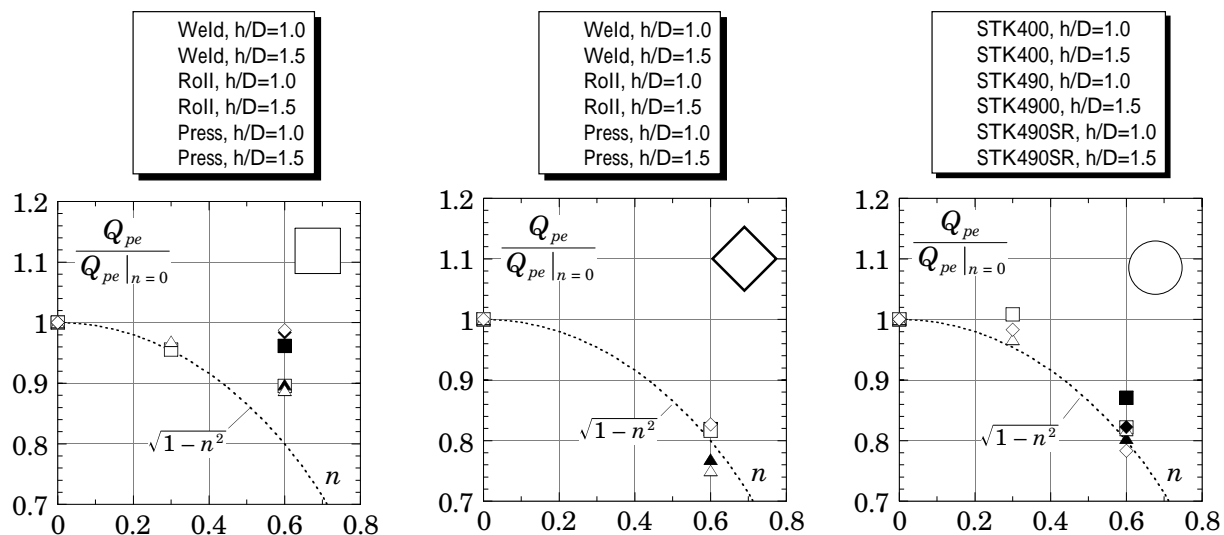 Weld, h/D=1.0
Weld, h/D=1.5
Roll, h/D=1.0
Roll, h/D=1.5
Press, h/D=1.0
Press, h/D=1.5
1.2
1
0.9
0.8
0.7
Q_pe
Q_pe|_n = 0
√1 − n²
n
0
0.2
0.4
0.6
0.8
Weld, h/D=1.0
Weld, h/D=1.5
Roll, h/D=1.0
Roll, h/D=1.5
Press, h/D=1.0
Press, h/D=1.5
1.2
1.1
1
0.9
0.8
0.7
Q_pe
Q_pe|_n = 0
√1 − n²
n
0
0.2
0.4
0.6
0.8
STK400, h/D=1.0
STK400, h/D=1.5
STK490, h/D=1.0
STK4900, h/D=1.5
STK490SR, h/D=1.0
STK490SR, h/D=1.5
1.2
1.1
1
0.9
0.8
0.7
Q_pe
Q_pe|_n = 0
√1 − n²
n
0
0.2
0.4
0.6
0.8